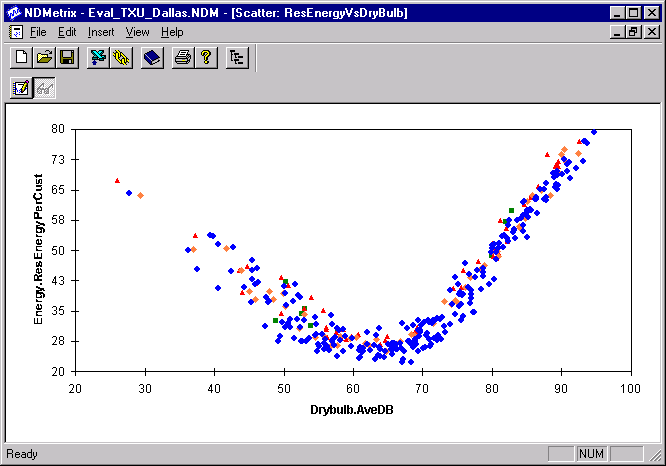 NDMetrix - Eval_TXU_Dallas.NDM - [Scatter: ResEnergyVsDryBulb]
File Edit Insert View Help
80
73
65
58
50
43
35
28
20
Energy.ResEnergyPerCust
20 30 40 50 60 70 80 90 100
Drybulb.AveDB
Ready NUM